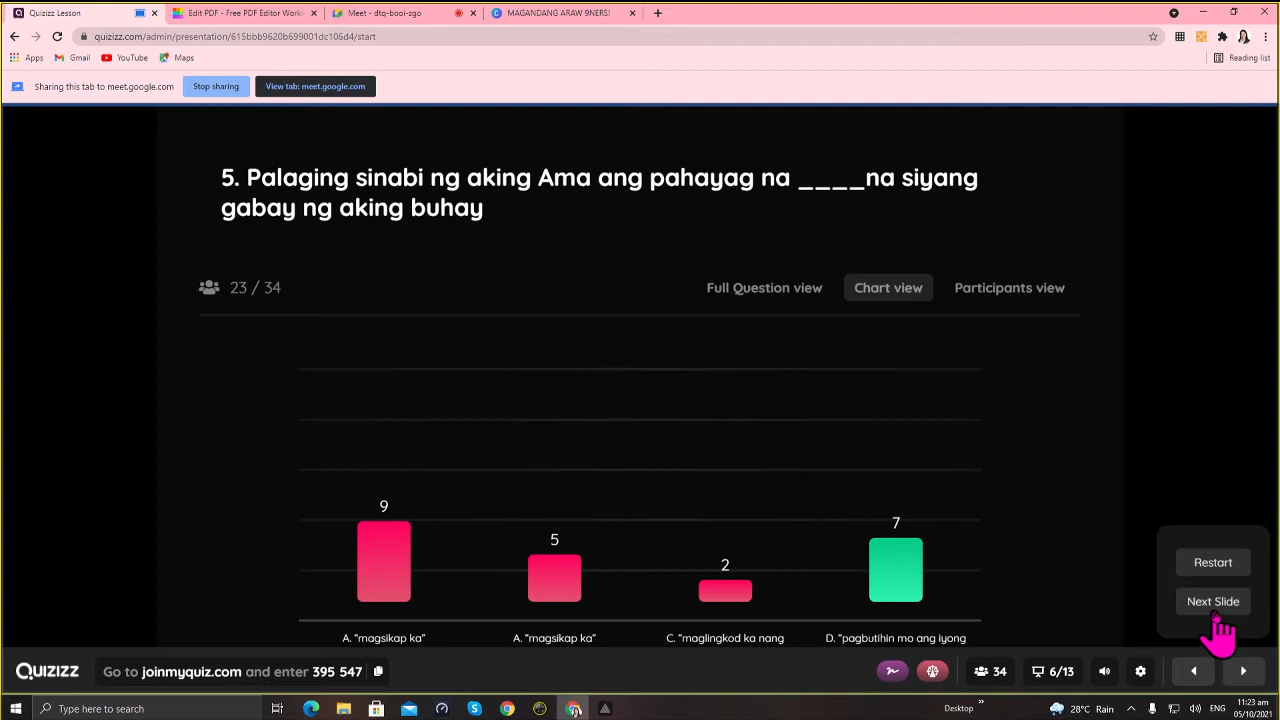 Quizizz Lesson
Edit PDF - Free PDF Editor Worki
Meet - dtq-booi-zgo
MAGANDANG ARAW 9NERS!
quizizz.com/admin/presentation/615bbb9620b699001dc106d4/start
Apps
Gmail
YouTube
Maps
Reading list
Sharing this tab to meet.google.com
Stop sharing
View tab: meet.google.com
5. Palaging sinabi ng aking Ama ang pahayag na ____na siyang
gabay ng aking buhay
23 / 34
Full Question view
Chart view
Participants view
9
5
2
7
Restart
Next Slide
A. "magsikap ka"
A. "magsikap ka"
C. "maglingkod ka nang
D. "pagbutihin mo ang iyong
QUIZIZZ
Go to joinmyquiz.com and enter 395 547
34
6/13
Type here to search
Desktop
28°C Rain
ENG
11:23 am
05/10/2021